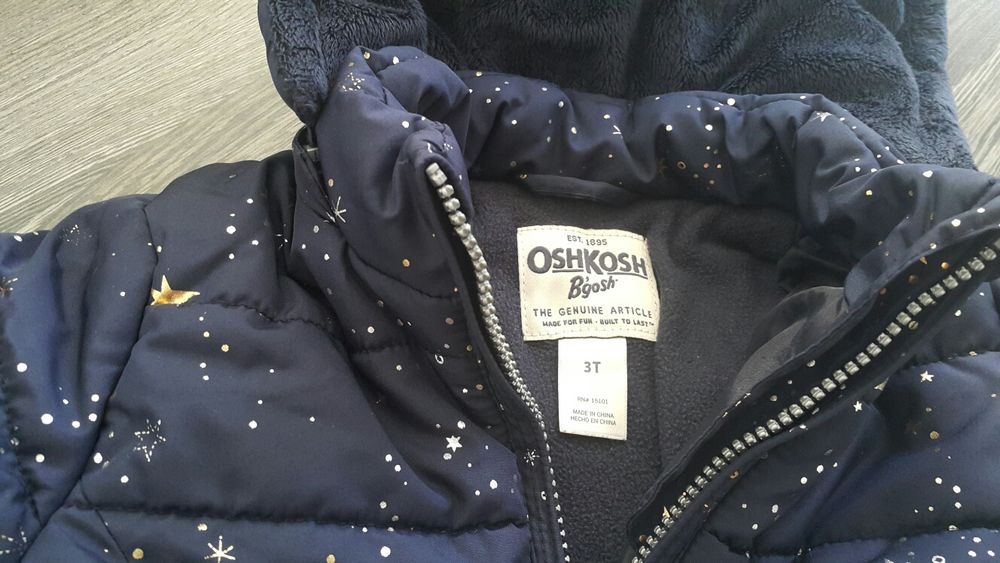 EST. 1895
OSHKOSH
B'gosh®
THE GENUINE ARTICLE
MADE FOR FUN · BUILT TO LAST™
3T
RN# 15101
MADE IN CHINA
HECHO EN CHINA